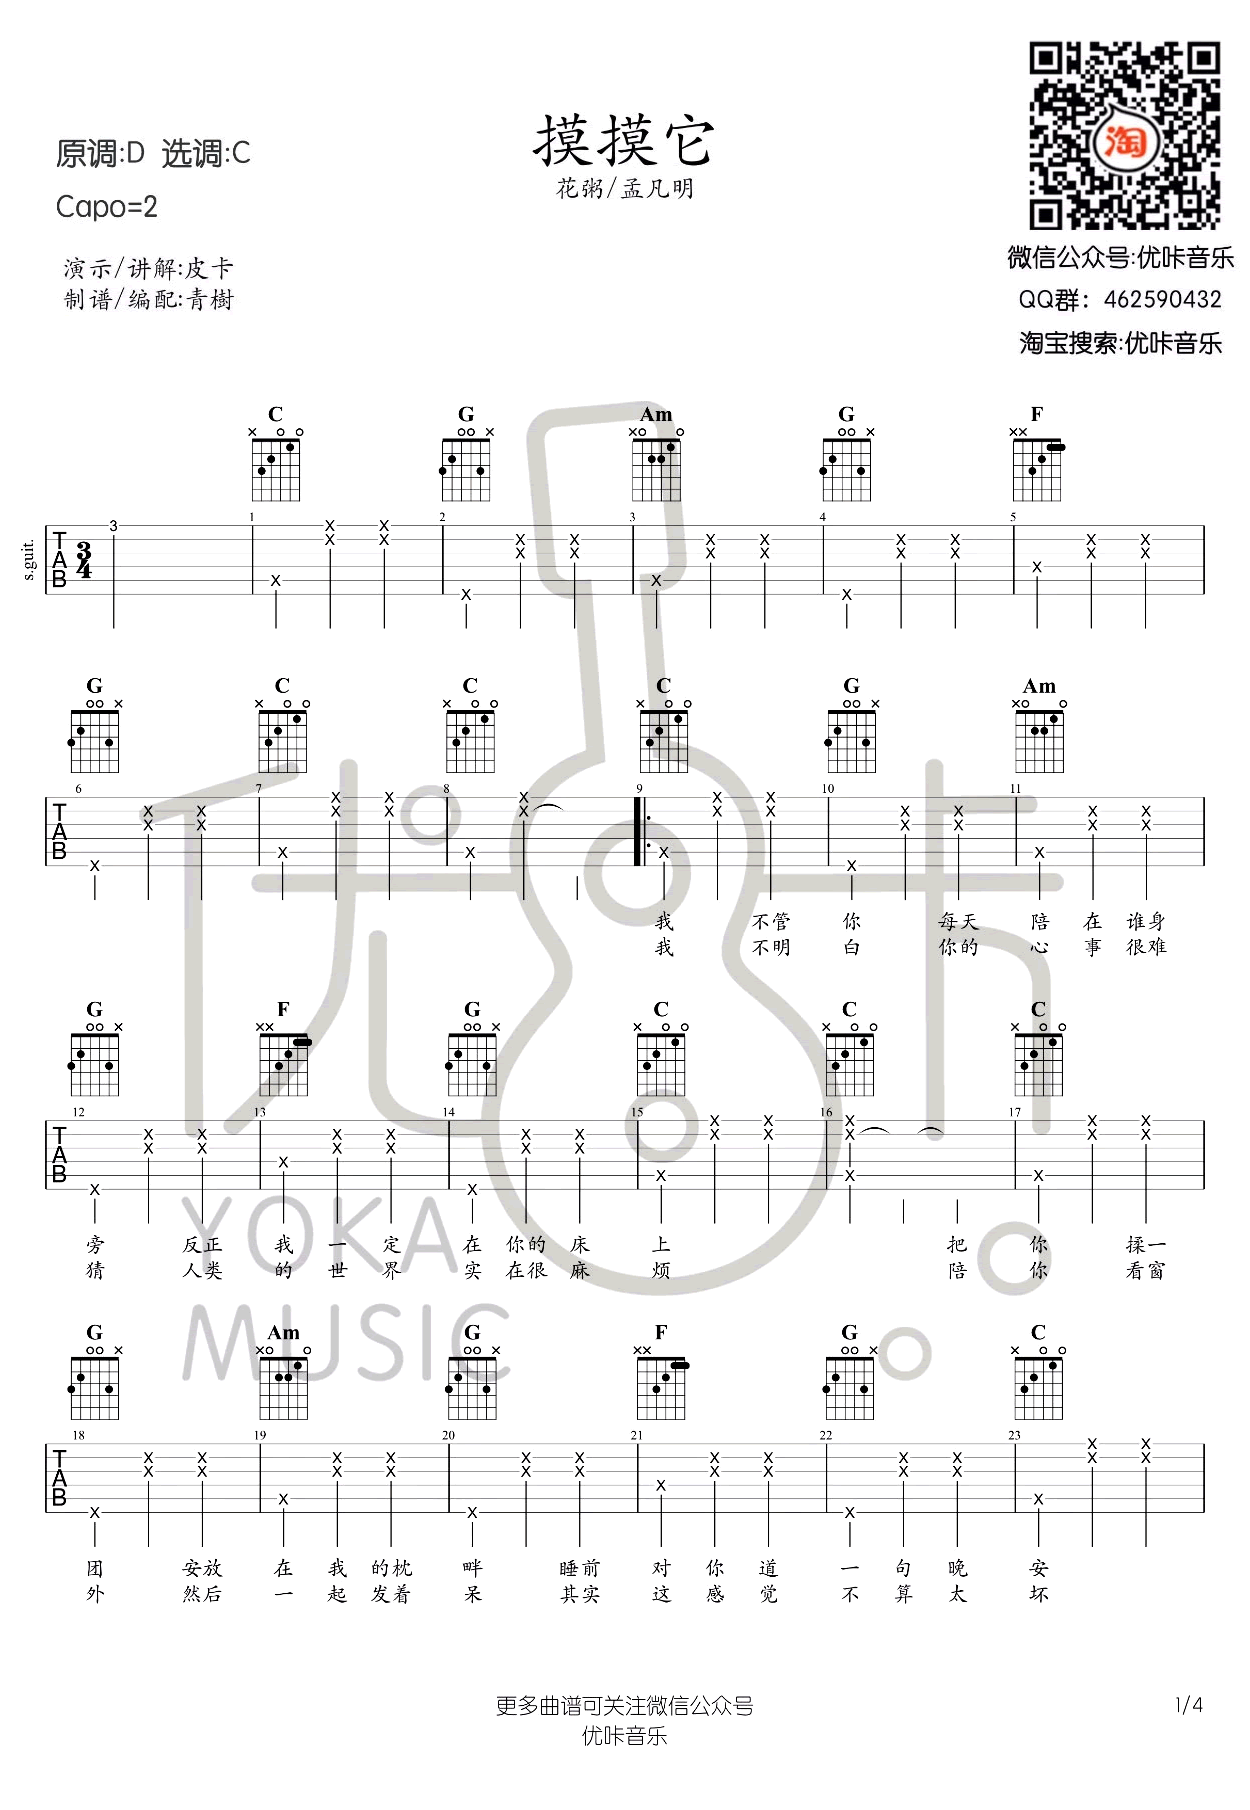 摸摸它
花粥/孟凡明
原调:D 选调:C
Capo=2
演示/讲解:皮卡
制谱/编配:青樹
淘
微信公众号:优咔音乐
QQ群：462590432
淘宝搜索:优咔音乐
C G Am G F
1 2 3 4 5
s.guit.
TAB
3/4
3
G C C C G Am
6 7 8 9 10 11
TAB
我 不管 你 每天 陪 在 谁身
我 不明 白 你的 心 事 很难
G F G C C C
12 13 14 15 16 17
TAB
旁 反正 我 一 定 在 你的 床 上 把 你 揉一
猜 人类 的 世 界 实 在很 麻 烦 陪 你 看窗
G Am G F G C
18 19 20 21 22 23
TAB
团 安放 在 我 的枕 畔 睡前 对 你 道 一 句 晚 安
外 然后 一 起 发着 呆 其实 这 感 觉 不 算 太 坏
优咔
YOKA
MUSIC
更多曲谱可关注微信公众号
优咔音乐
1/4